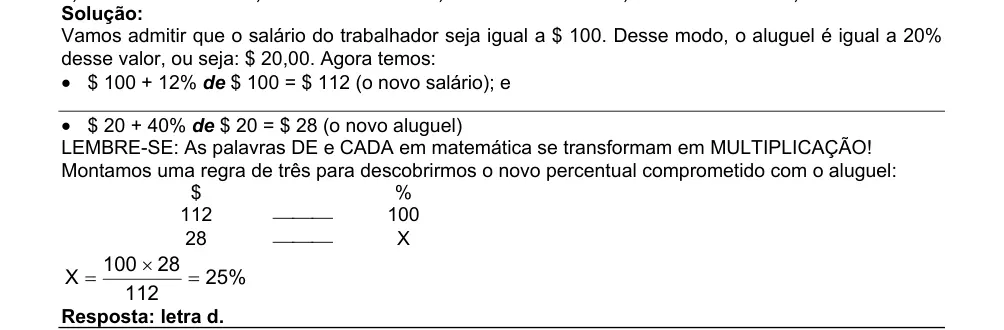 Solução:
Vamos admitir que o salário do trabalhador seja igual a $ 100. Desse modo, o aluguel é igual a 20%
desse valor, ou seja: $ 20,00. Agora temos:
• $ 100 + 12% de $ 100 = $ 112 (o novo salário); e
• $ 20 + 40% de $ 20 = $ 28 (o novo aluguel)
LEMBRE-SE: As palavras DE e CADA em matemática se transformam em MULTIPLICAÇÃO!
Montamos uma regra de três para descobrirmos o novo percentual comprometido com o aluguel:
$ %
112 ——— 100
28 ——— X
X = 100 × 28 / 112 = 25%
Resposta: letra d.